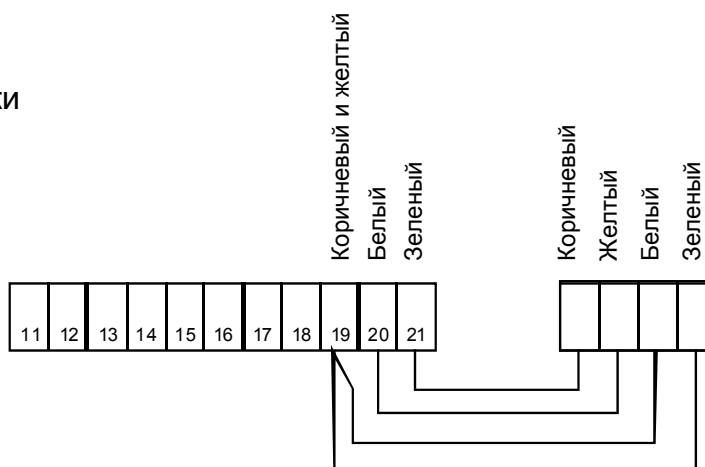 ки
Коричневый и желтый
Белый
Зеленый
Коричневый
Желтый
Белый
Зеленый
11 12 13 14 15 16 17 18 19 20 21